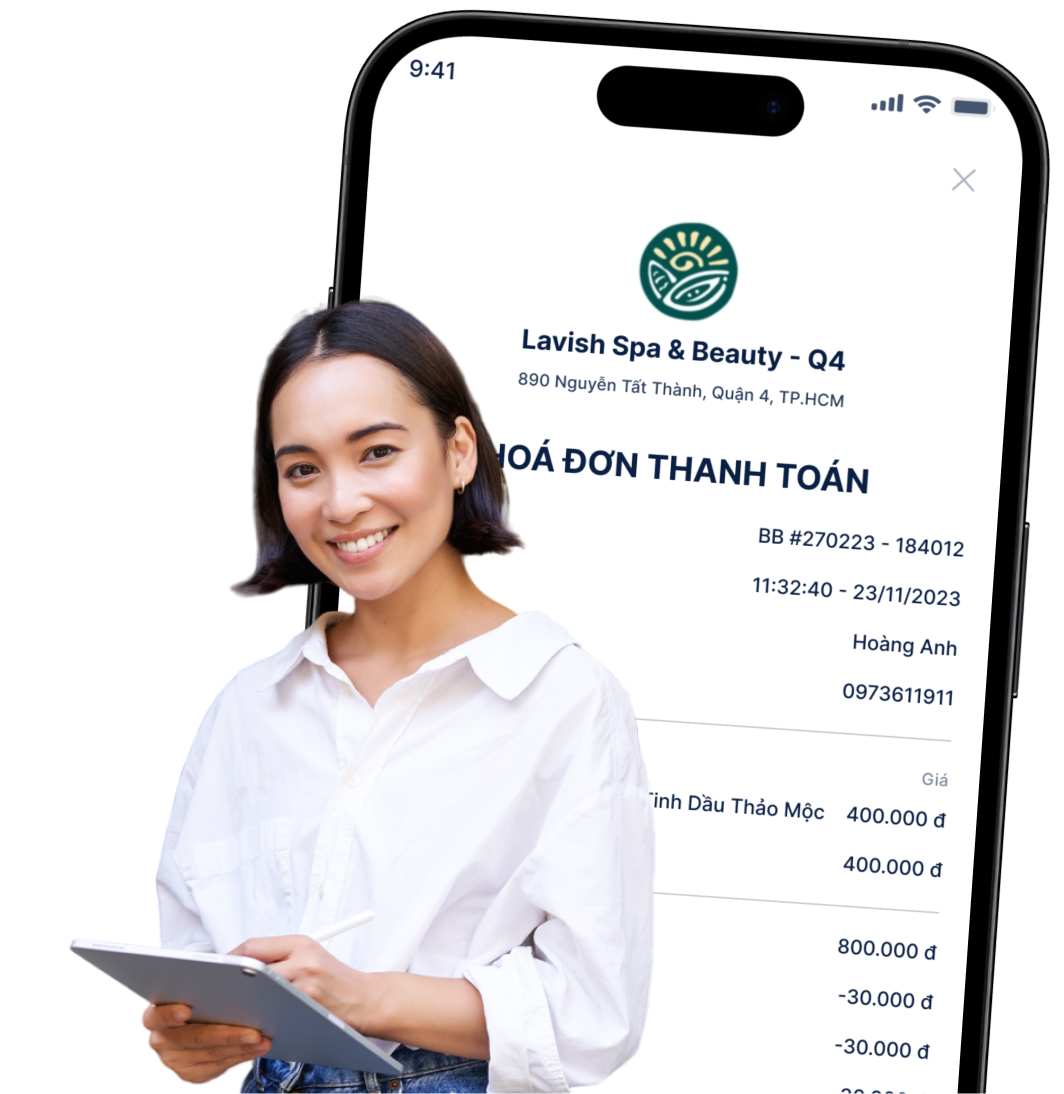 9:41
Lavish Spa & Beauty - Q4
890 Nguyễn Tất Thành, Quận 4, TP.HCM
HOÁ ĐƠN THANH TOÁN
BB #270223 - 184012
11:32:40 - 23/11/2023
Hoàng Anh
0973611911
Giá
Tinh Dầu Thảo Mộc 400.000 đ
400.000 đ
800.000 đ
-30.000 đ
-30.000 đ